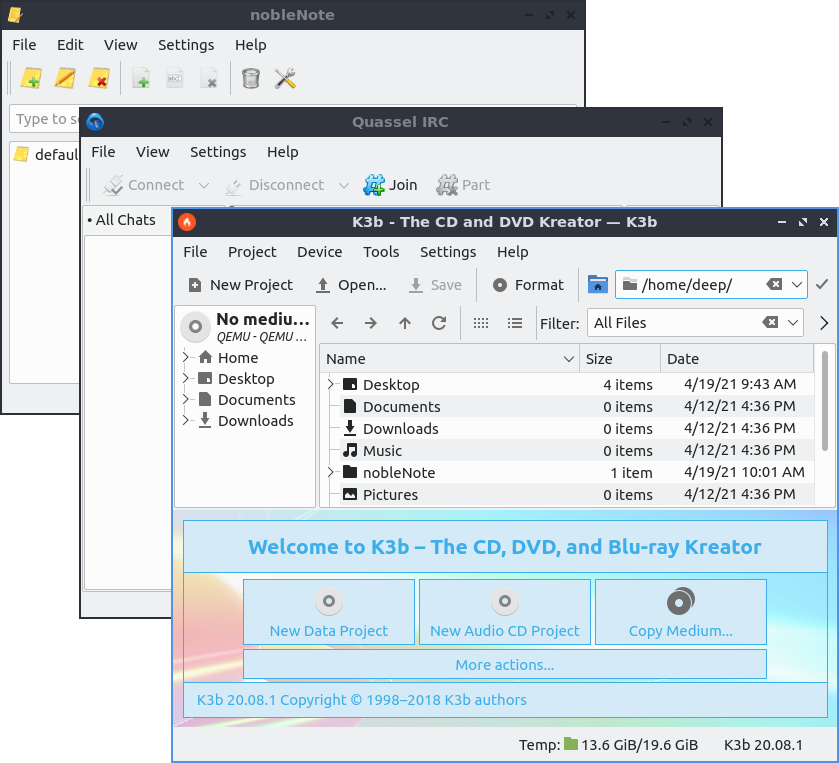 nobleNote
File Edit View Settings Help
Type to s
defaul
Quassel IRC
File View Settings Help
Connect Disconnect Join Part
• All Chats
K3b - The CD and DVD Kreator — K3b
File Project Device Tools Settings Help
New Project Open... Save Format /home/deep/
No mediu...
QEMU - QEMU ...
Filter: All Files
Home
Desktop
Documents
Downloads
Name Size Date
Desktop 4 items 4/19/21 9:43 AM
Documents 0 items 4/12/21 4:36 PM
Downloads 0 items 4/12/21 4:36 PM
Music 0 items 4/12/21 4:36 PM
nobleNote 1 item 4/19/21 10:01 AM
Pictures 0 items 4/12/21 4:36 PM
Welcome to K3b – The CD, DVD, and Blu-ray Kreator
New Data Project New Audio CD Project Copy Medium...
More actions...
K3b 20.08.1 Copyright © 1998–2018 K3b authors
Temp: 13.6 GiB/19.6 GiB K3b 20.08.1